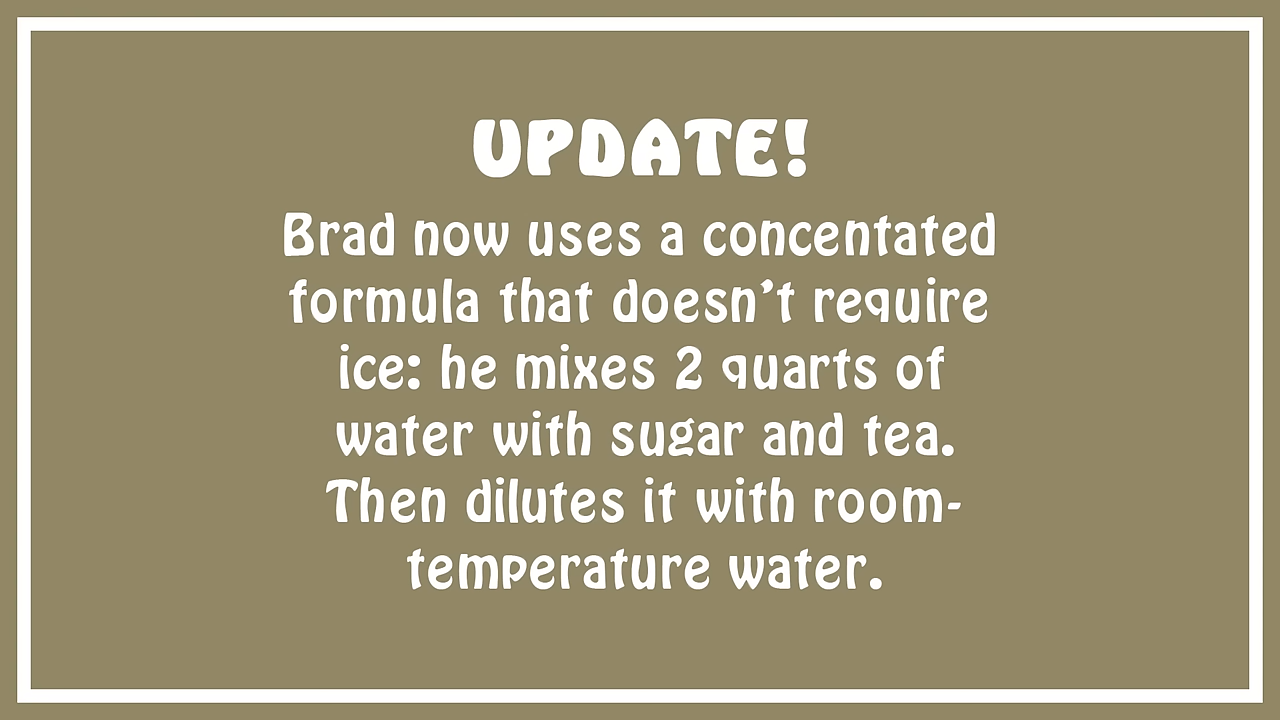 UPDATE!
Brad now uses a concentated
formula that doesn't require
ice: he mixes 2 quarts of
water with sugar and tea.
Then dilutes it with room-
temperature water.